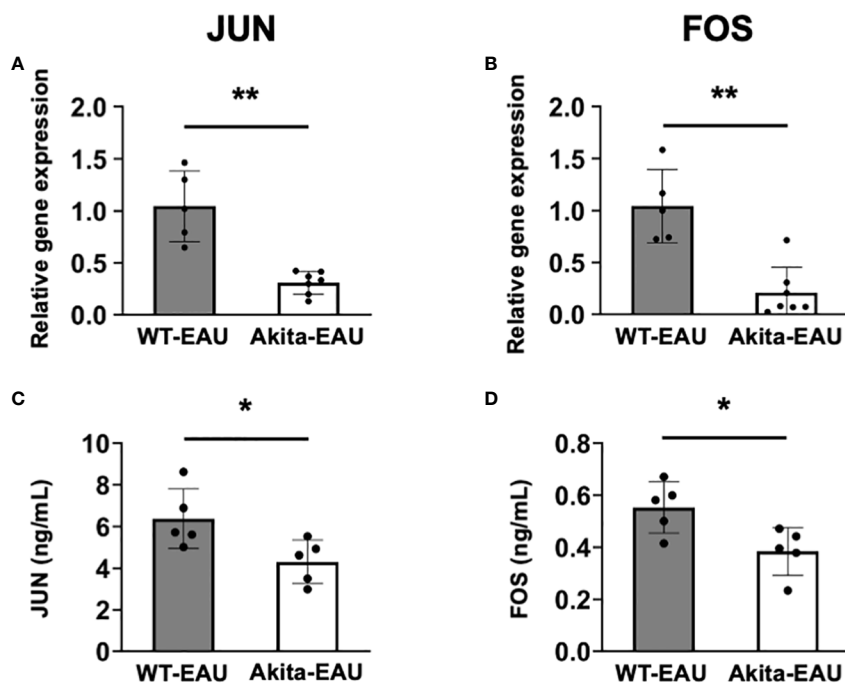 JUN
FOS
A
B
**
**
Relative gene expression
2.0
1.5
1.0
0.5
0.0
WT-EAU Akita-EAU
Relative gene expression
2.0
1.5
1.0
0.5
0.0
WT-EAU Akita-EAU
C
D
*
*
JUN (ng/mL)
10
8
6
4
2
0
WT-EAU Akita-EAU
FOS (ng/mL)
0.8
0.6
0.4
0.2
0.0
WT-EAU Akita-EAU